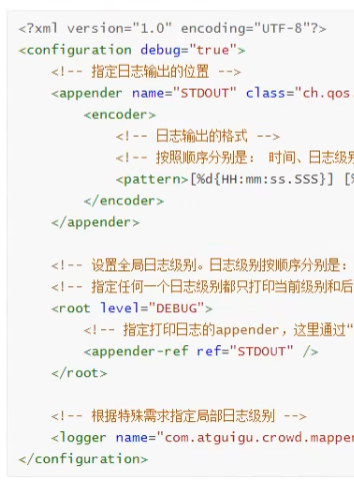 <?xml version="1.0" encoding="UTF-8"?>
<configuration debug="true">
<!-- 指定日志输出的位置 -->
<appender name="STDOUT" class="ch.qos.
<encoder>
<!-- 日志输出的格式 -->
<!-- 按照顺序分别是： 时间、日志级别
<pattern>[%d{HH:mm:ss.SSS}] [%
</encoder>
</appender>
<!-- 设置全局日志级别。日志级别按顺序分别是：
<!-- 指定任何一个日志级别都只打印当前级别和后
<root level="DEBUG">
<!-- 指定打印日志的appender，这里通过“
<appender-ref ref="STDOUT" />
</root>
<!-- 根据特殊需求指定局部日志级别 -->
<logger name="com.atguigu.crowd.mapper
</configuration>